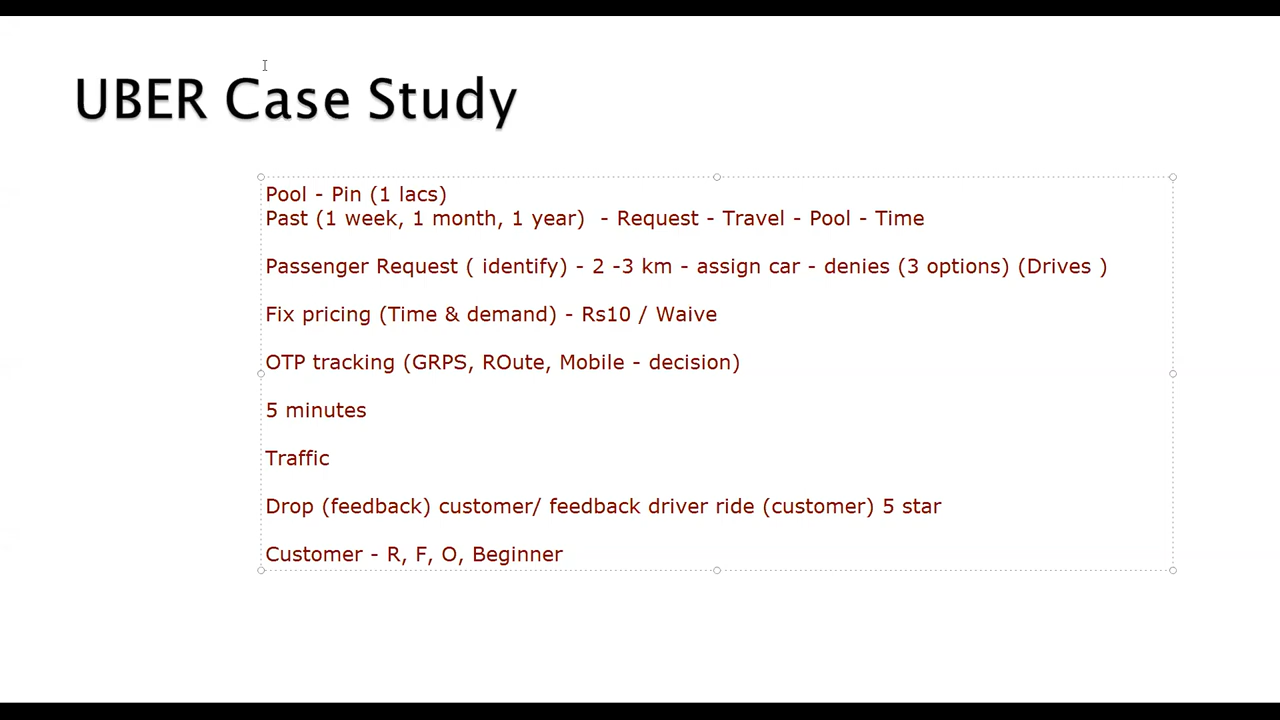 UBER Case Study
Pool - Pin (1 lacs)
Past (1 week, 1 month, 1 year)  - Request - Travel - Pool - Time
Passenger Request ( identify) - 2 -3 km - assign car - denies (3 options) (Drives )
Fix pricing (Time & demand) - Rs10 / Waive
OTP tracking (GRPS, ROute, Mobile - decision)
5 minutes
Traffic
Drop (feedback) customer/ feedback driver ride (customer) 5 star
Customer - R, F, O, Beginner